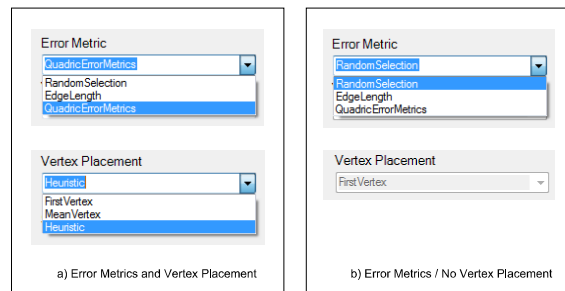 Error Metric
QuadricErrorMetrics
RandomSelection
EdgeLength
QuadricErrorMetrics
Vertex Placement
Heuristic
FirstVertex
MeanVertex
Heuristic
a) Error Metrics and Vertex Placement
Error Metric
RandomSelection
RandomSelection
EdgeLength
QuadricErrorMetrics
Vertex Placement
FirstVertex
b) Error Metrics / No Vertex Placement